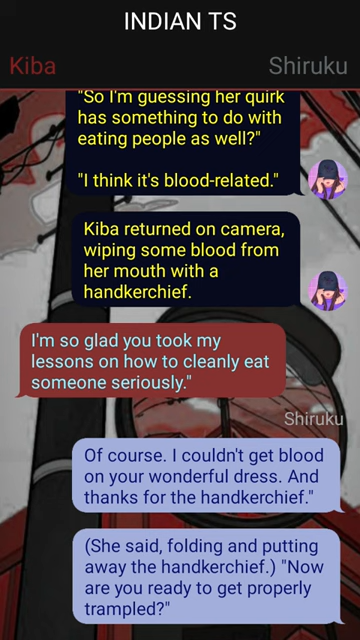 INDIAN TS
Kiba
Shiruku
"So I'm guessing her quirk
has something to do with
eating people as well?"
"I think it's blood-related."
Kiba returned on camera,
wiping some blood from
her mouth with a
handkerchief.
I'm so glad you took my
lessons on how to cleanly eat
someone seriously."
Shiruku
Of course. I couldn't get blood
on your wonderful dress. And
thanks for the handkerchief."
(She said, folding and putting
away the handkerchief.) "Now
are you ready to get properly
trampled?"